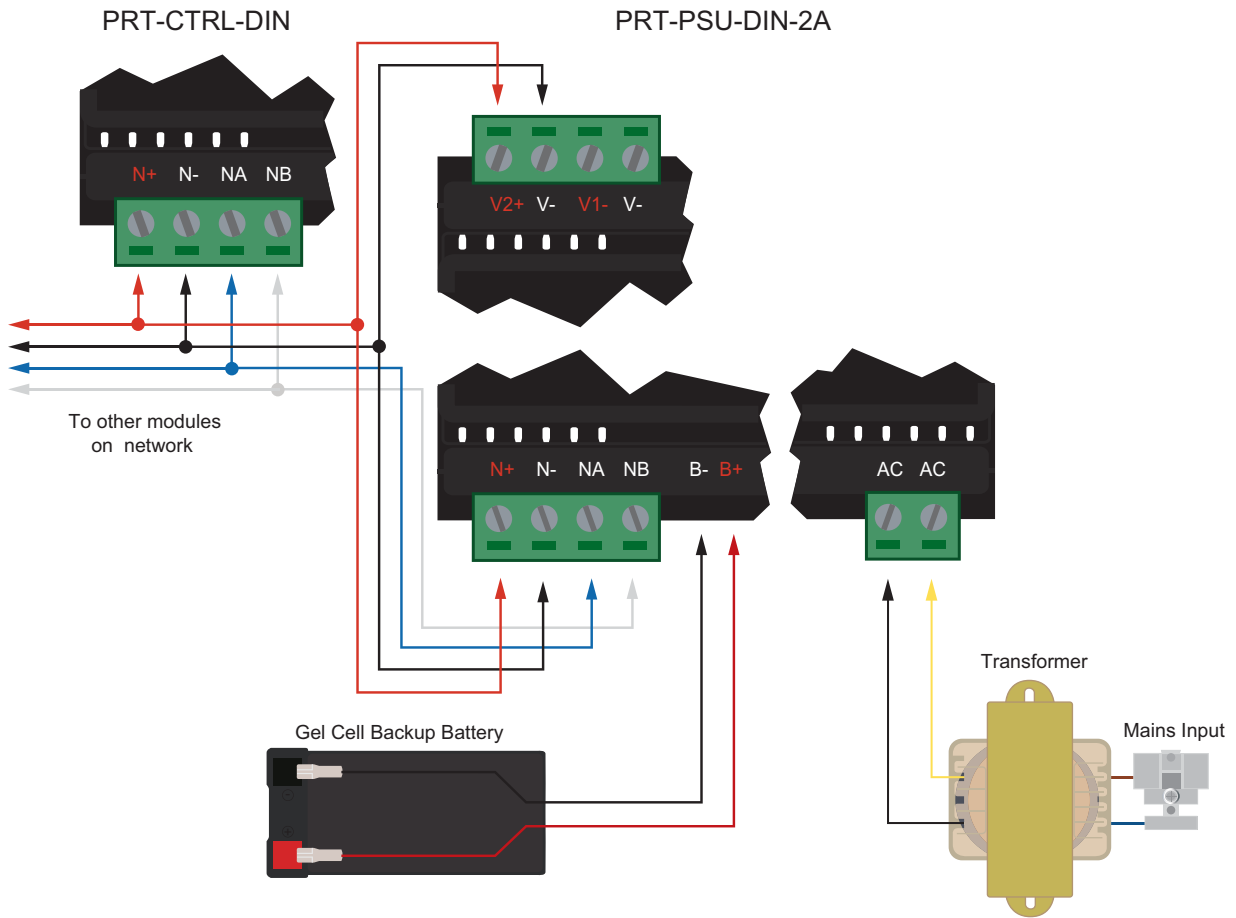 PRT-CTRL-DIN
PRT-PSU-DIN-2A
N+ N- NA NB
V2+ V- V1- V-
To other modules
on network
N+ N- NA NB B- B+
AC AC
Transformer
Gel Cell Backup Battery
Mains Input